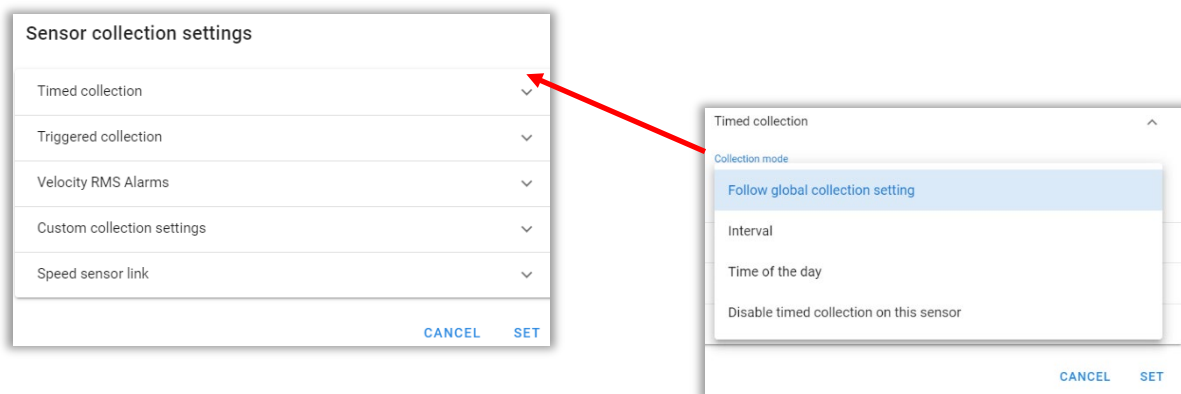 Sensor collection settings
Timed collection
Triggered collection
Velocity RMS Alarms
Custom collection settings
Speed sensor link
CANCEL SET
Timed collection
Collection mode
Follow global collection setting
Interval
Time of the day
Disable timed collection on this sensor
CANCEL SET